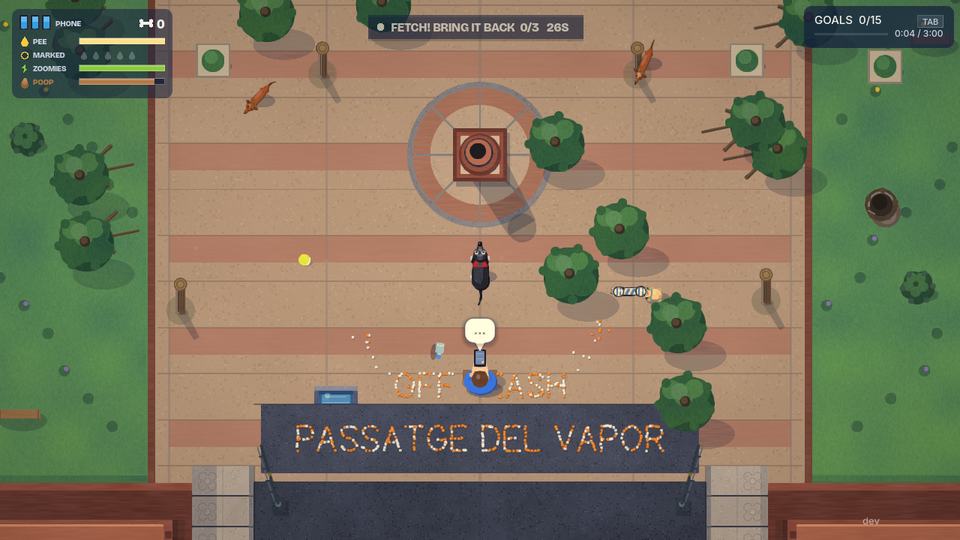 PHONE 0
PEE
MARKED
ZOOMIES
POOP
FETCH! BRING IT BACK 0/3 26S
GOALS 0/15 TAB
0:04 / 3:00
...
OFF ASH
PASSATGE DEL VAPOR
dev